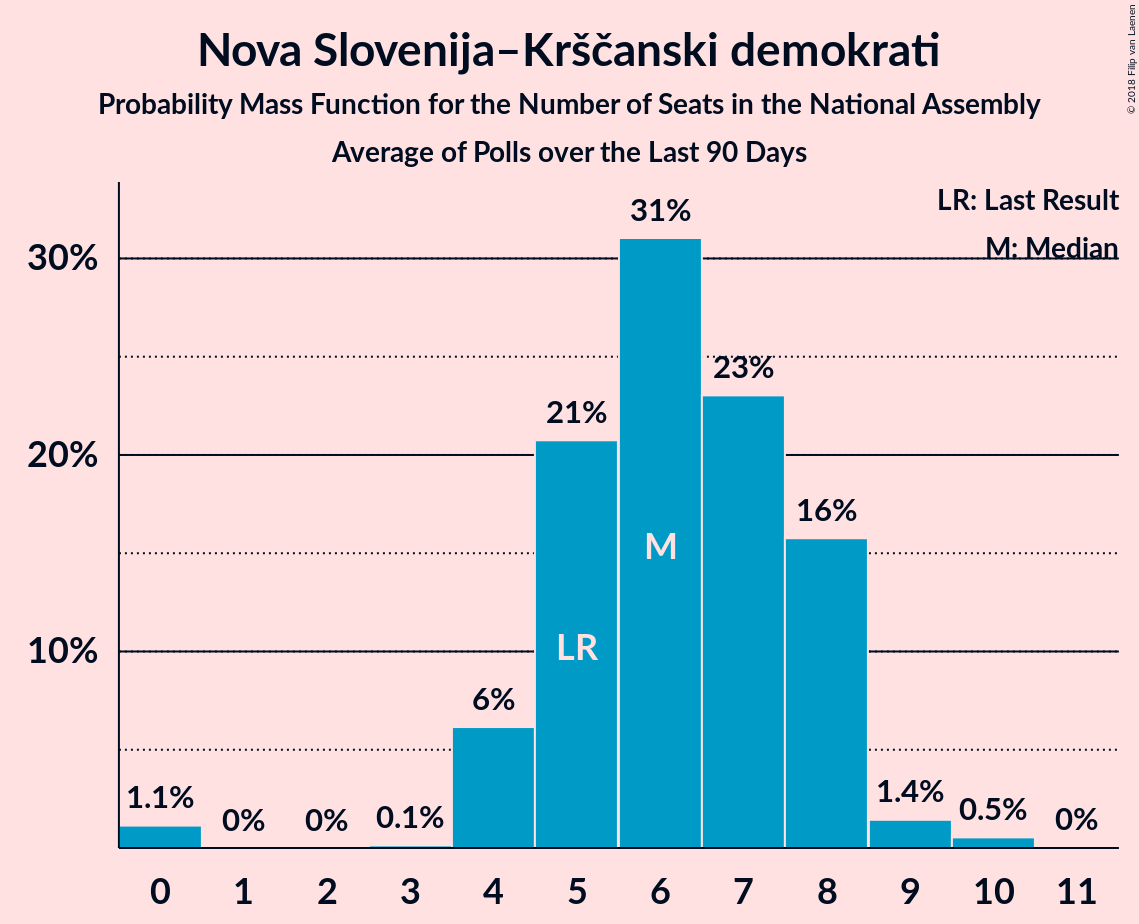 Nova Slovenija–Krščanski demokrati
Probability Mass Function for the Number of Seats in the National Assembly
Average of Polls over the Last 90 Days
© 2018 Filip van Laenen
LR: Last Result
M: Median
31%
30%
23%
21%
20%
16%
M
LR
10%
6%
1.1%
0%
0%
0.1%
1.4%
0.5%
0%
0 1 2 3 4 5 6 7 8 9 10 11